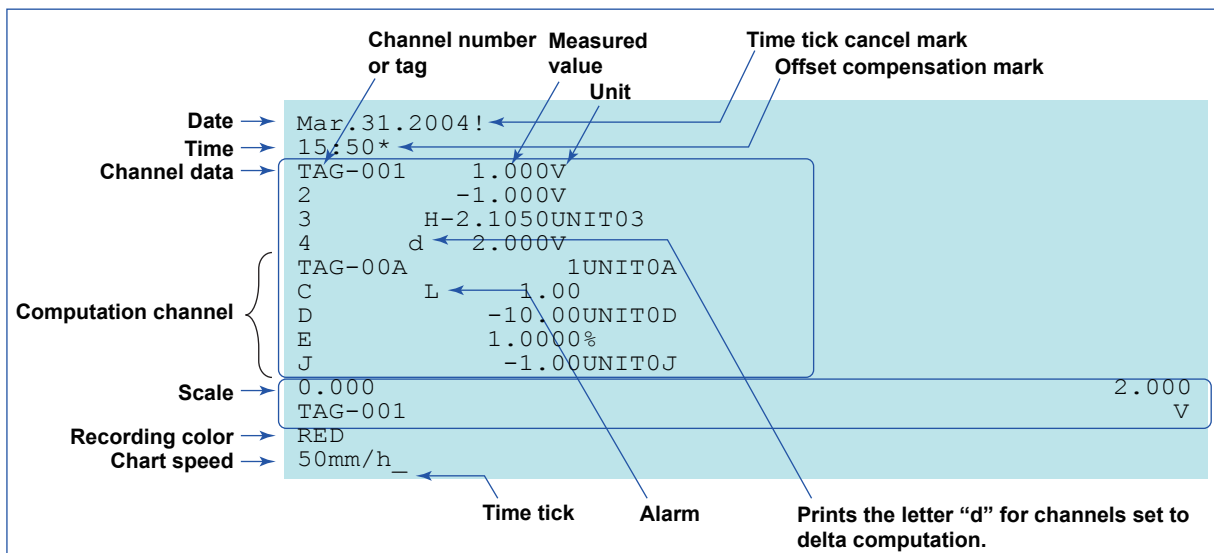 Channel number or tag
Measured value
Unit
Time tick cancel mark
Offset compensation mark
Date
Mar.31.2004!
Time
15:50*
Channel data
TAG-001 1.000V
2 -1.000V
3 H-2.1050UNIT03
4 d 2.000V
Computation channel
TAG-00A 1UNIT0A
C L 1.00
D -10.00UNIT0D
E 1.0000%
J -1.00UNIT0J
Scale
0.000 2.000
TAG-001 V
Recording color
RED
Chart speed
50mm/h_
Time tick
Alarm
Prints the letter “d” for channels set to
delta computation.